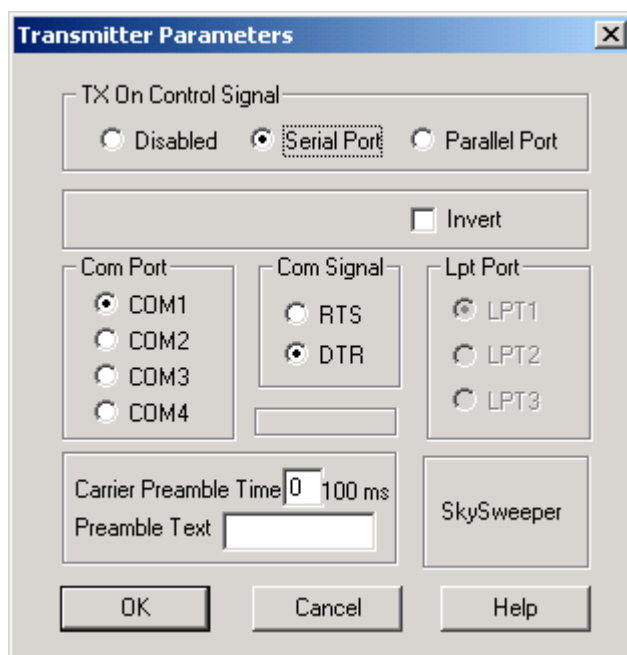 Transmitter Parameters
TX On Control Signal
Disabled Serial Port Parallel Port
Invert
Com Port Com Signal Lpt Port
COM1 RTS LPT1
COM2 DTR LPT2
COM3 LPT3
COM4
Carrier Preamble Time 0 100 ms
Preamble Text
SkySweeper
OK Cancel Help